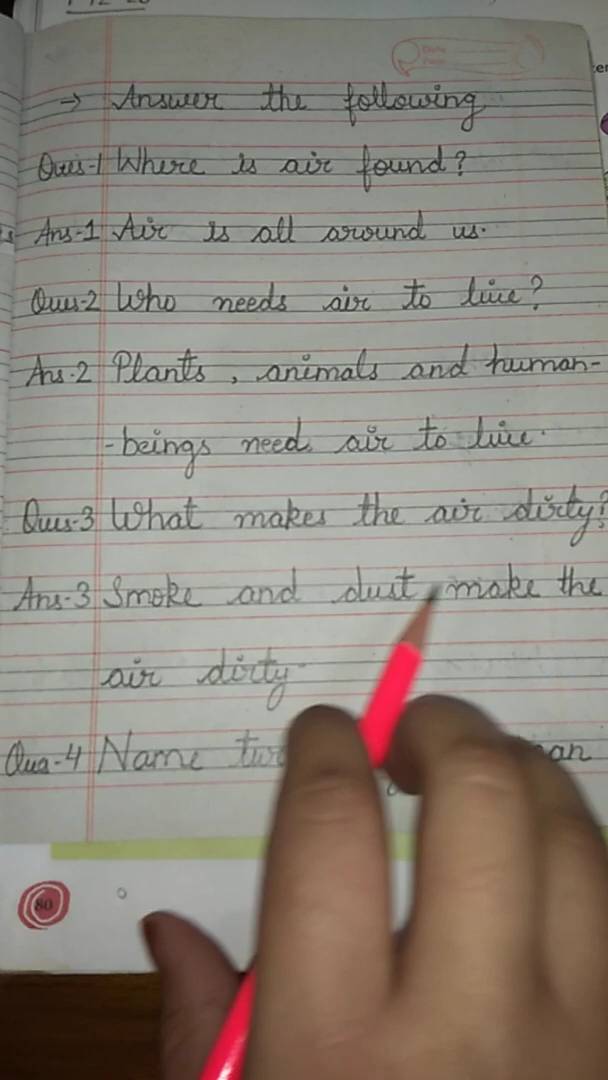 → Answer the following
Ques-1 Where is air found?
Ans-1 Air is all around us.
Ques-2 Who needs air to live?
Ans-2 Plants, animals and human-
-beings need air to live.
Ques-3 What makes the air dirty?
Ans-3 Smoke and dust make the
air dirty
Que-4 Name
80